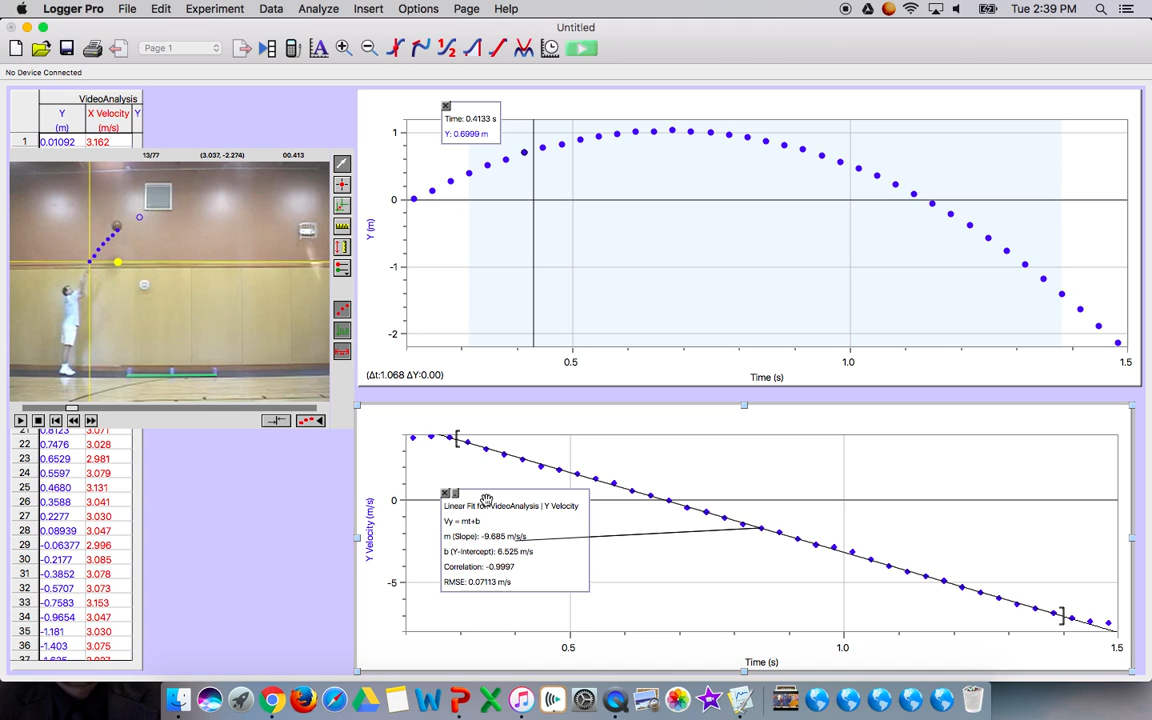 Logger Pro File Edit Experiment Data Analyze Insert Options Page Help Tue 2:39 PM
Untitled
Page 1
No Device Connected
VideoAnalysis
Y X Velocity Y
(m) (m/s)
1 0.01092 3.162
13/77 (3.037, -2.274) 00.413
0.8123 3.071
22 0.7476 3.028
23 0.6529 2.981
24 0.5597 3.079
25 0.4680 3.131
26 0.3588 3.041
27 0.2277 3.030
28 0.08939 3.047
29 -0.06377 2.996
30 -0.2177 3.085
31 -0.3852 3.078
32 -0.5707 3.073
33 -0.7583 3.153
34 -0.9654 3.047
35 -1.181 3.030
36 -1.403 3.075
37
Time: 0.4133 s
Y: 0.6999 m
1
0
-1
-2
Y (m)
0.5 1.0 1.5
(Δt:1.068 ΔY:0.00) Time (s)
0
-5
Y Velocity (m/s)
Linear Fit for VideoAnalysis | Y Velocity
Vy = mt+b
m (Slope): -9.685 m/s/s
b (Y-Intercept): 6.525 m/s
Correlation: -0.9997
RMSE: 0.07113 m/s
0.5 1.0 1.5
Time (s)